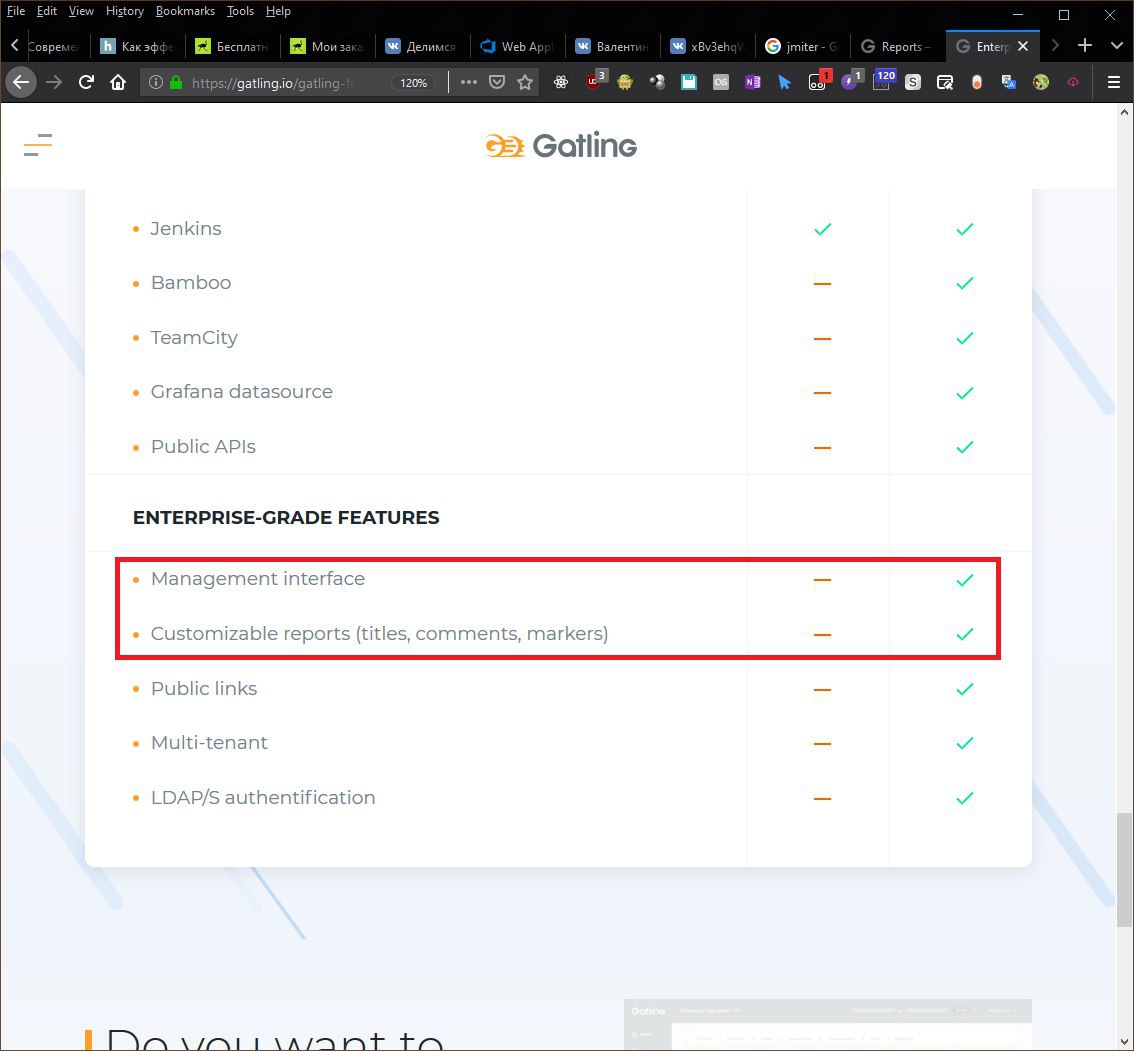 File Edit View History Bookmarks Tools Help
Современ Как эффе Бесплатн Мои зака Делимся Web Appl Валентин xBv3ehqW jmiter - G Reports – Enterp
https://gatling.io/gatling-fr 120% 3 1 1 120
Gatling
Jenkins
Bamboo
TeamCity
Grafana datasource
Public APIs
ENTERPRISE-GRADE FEATURES
Management interface
Customizable reports (titles, comments, markers)
Public links
Multi-tenant
LDAP/S authentification
Gatling
Do you want to